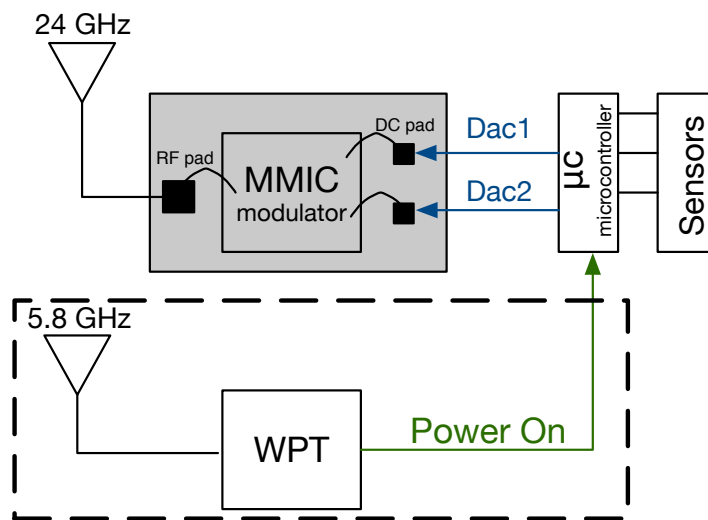 24 GHz
RF pad
MMIC
modulator
DC pad
Dac1
Dac2
µc
microcontroller
Sensors
5.8 GHz
WPT
Power On